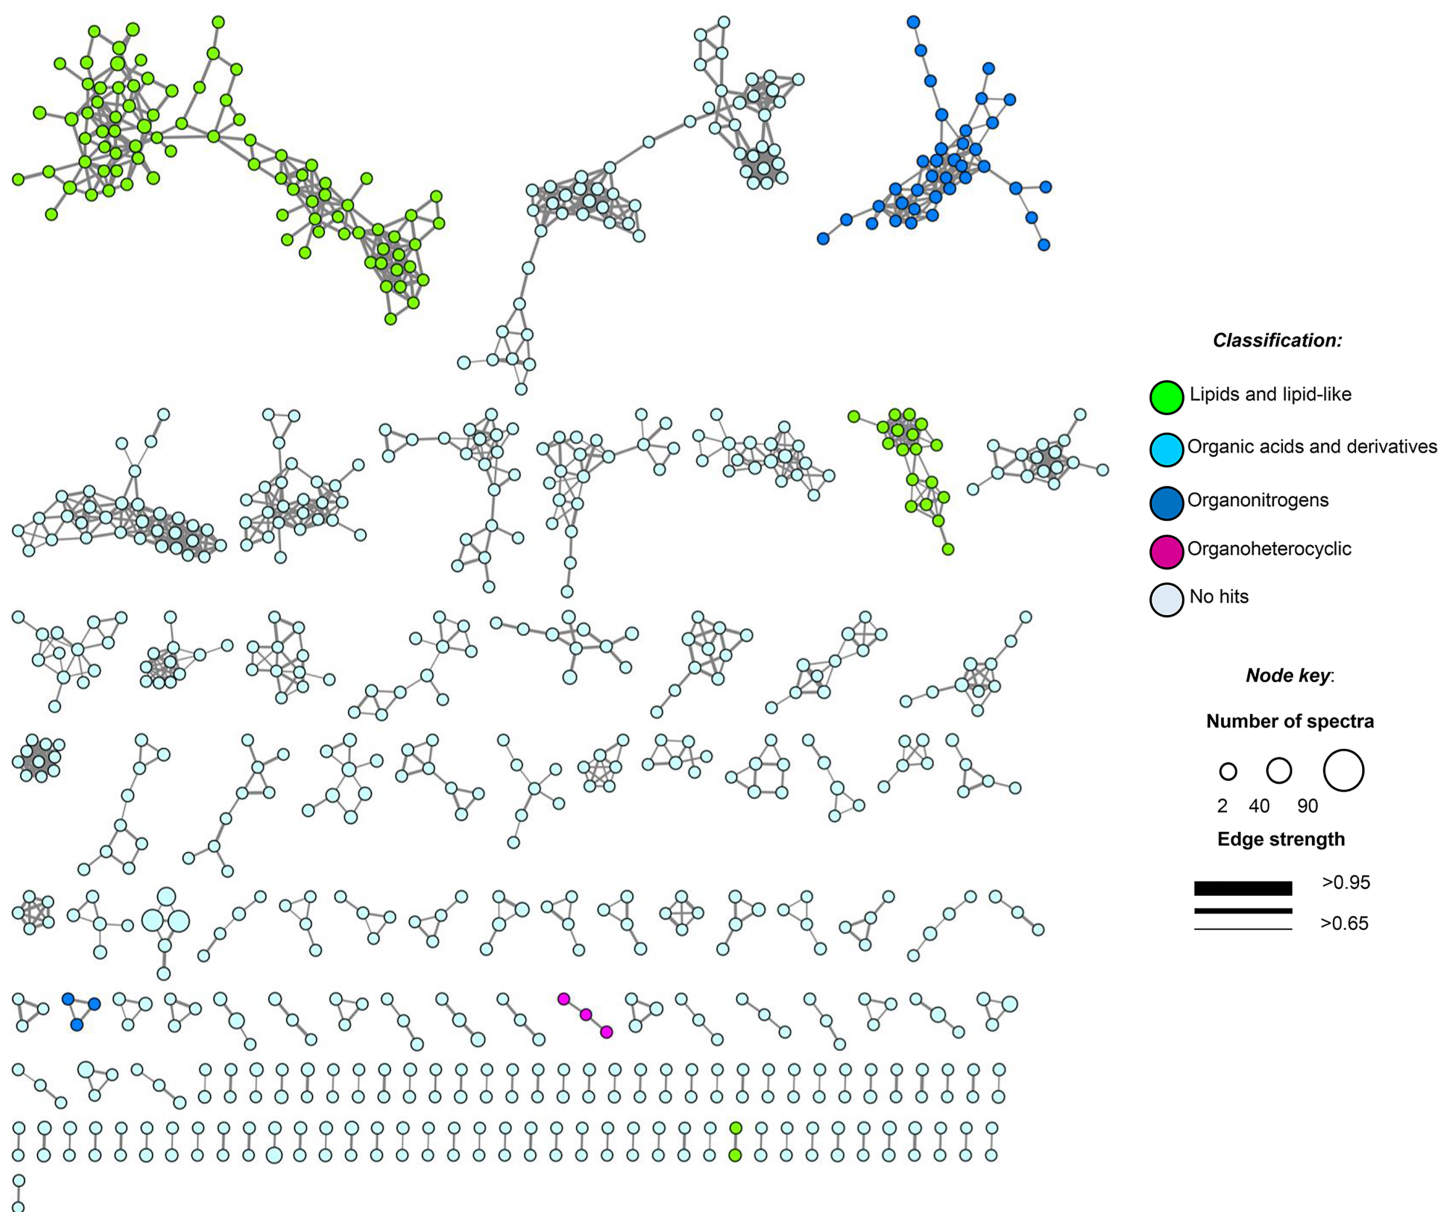 Classification:
Lipids and lipid-like
Organic acids and derivatives
Organonitrogens
Organoheterocyclic
No hits
Node key:
Number of spectra
2 40 90
Edge strength
>0.95
>0.65